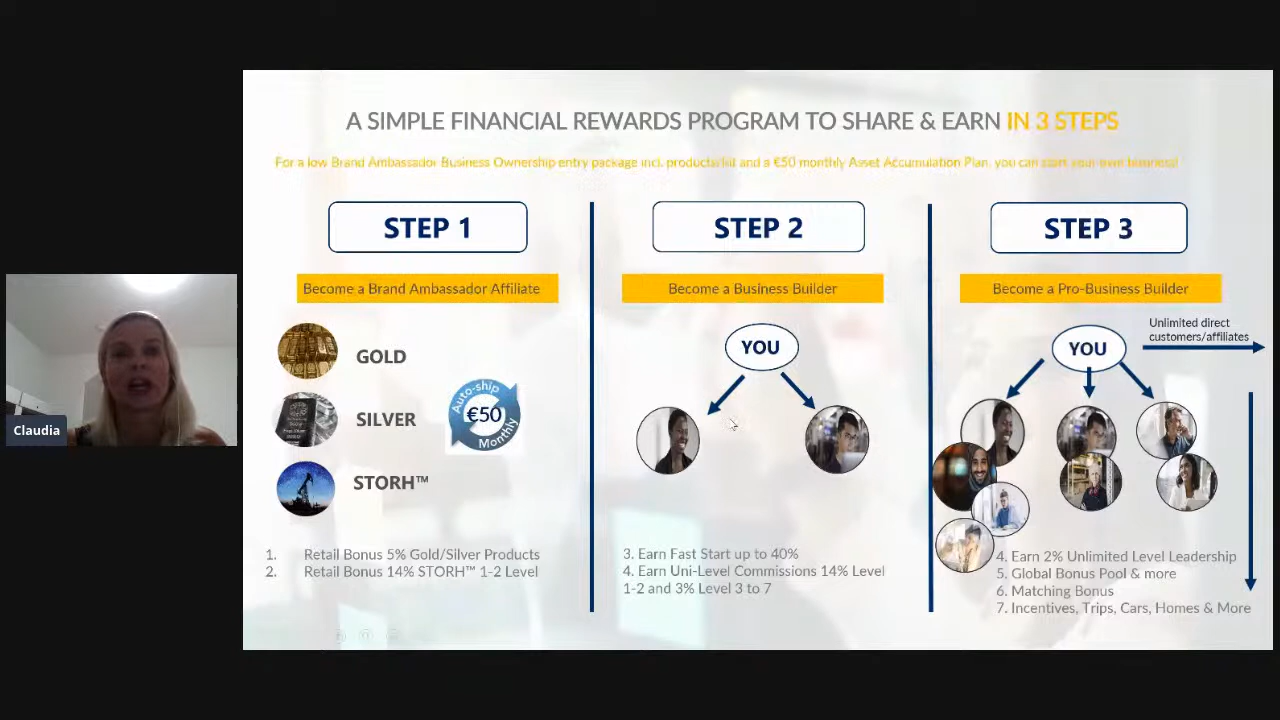 A SIMPLE FINANCIAL REWARDS PROGRAM TO SHARE & EARN IN 3 STEPS
For a low Brand Ambassador Business Ownership entry package incl. products/kit and a €50 monthly Asset Accumulation Plan, you can start your own business!
STEP 1
Become a Brand Ambassador Affiliate
GOLD
SILVER
STORH™
Auto-ship
€50
Monthly
1. Retail Bonus 5% Gold/Silver Products
2. Retail Bonus 14% STORH™ 1-2 Level
STEP 2
Become a Business Builder
YOU
3. Earn Fast Start up to 40%
4. Earn Uni-Level Commissions 14% Level
1-2 and 3% Level 3 to 7
STEP 3
Become a Pro-Business Builder
Unlimited direct
customers/affiliates
YOU
4. Earn 2% Unlimited Level Leadership
5. Global Bonus Pool & more
6. Matching Bonus
7. Incentives, Trips, Cars, Homes & More
Claudia